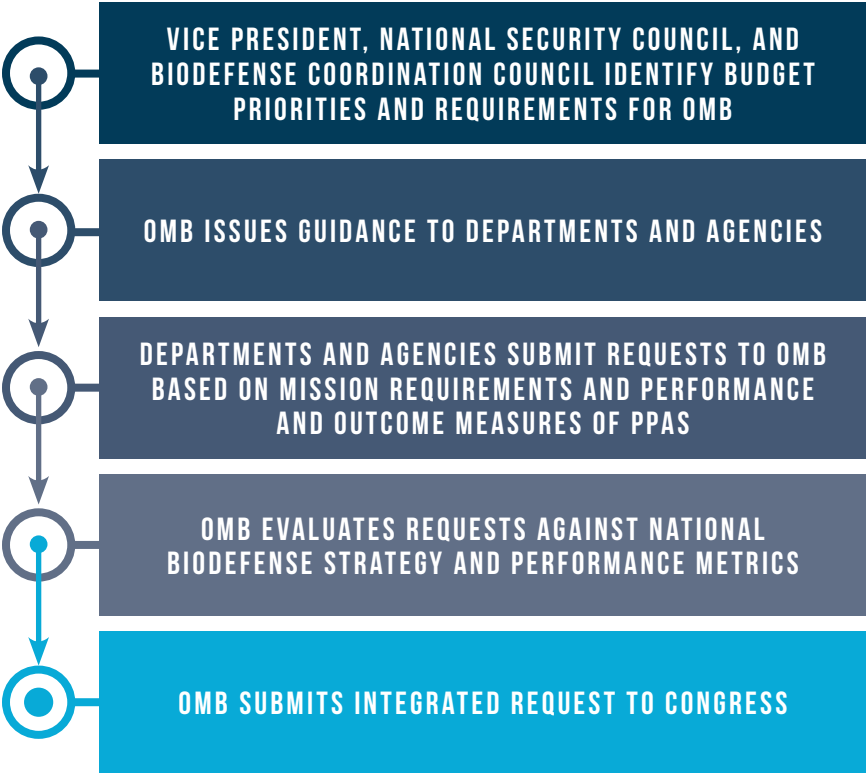 VICE PRESIDENT, NATIONAL SECURITY COUNCIL, AND
BIODEFENSE COORDINATION COUNCIL IDENTIFY BUDGET
PRIORITIES AND REQUIREMENTS FOR OMB
OMB ISSUES GUIDANCE TO DEPARTMENTS AND AGENCIES
DEPARTMENTS AND AGENCIES SUBMIT REQUESTS TO OMB
BASED ON MISSION REQUIREMENTS AND PERFORMANCE
AND OUTCOME MEASURES OF PPAS
OMB EVALUATES REQUESTS AGAINST NATIONAL
BIODEFENSE STRATEGY AND PERFORMANCE METRICS
OMB SUBMITS INTEGRATED REQUEST TO CONGRESS